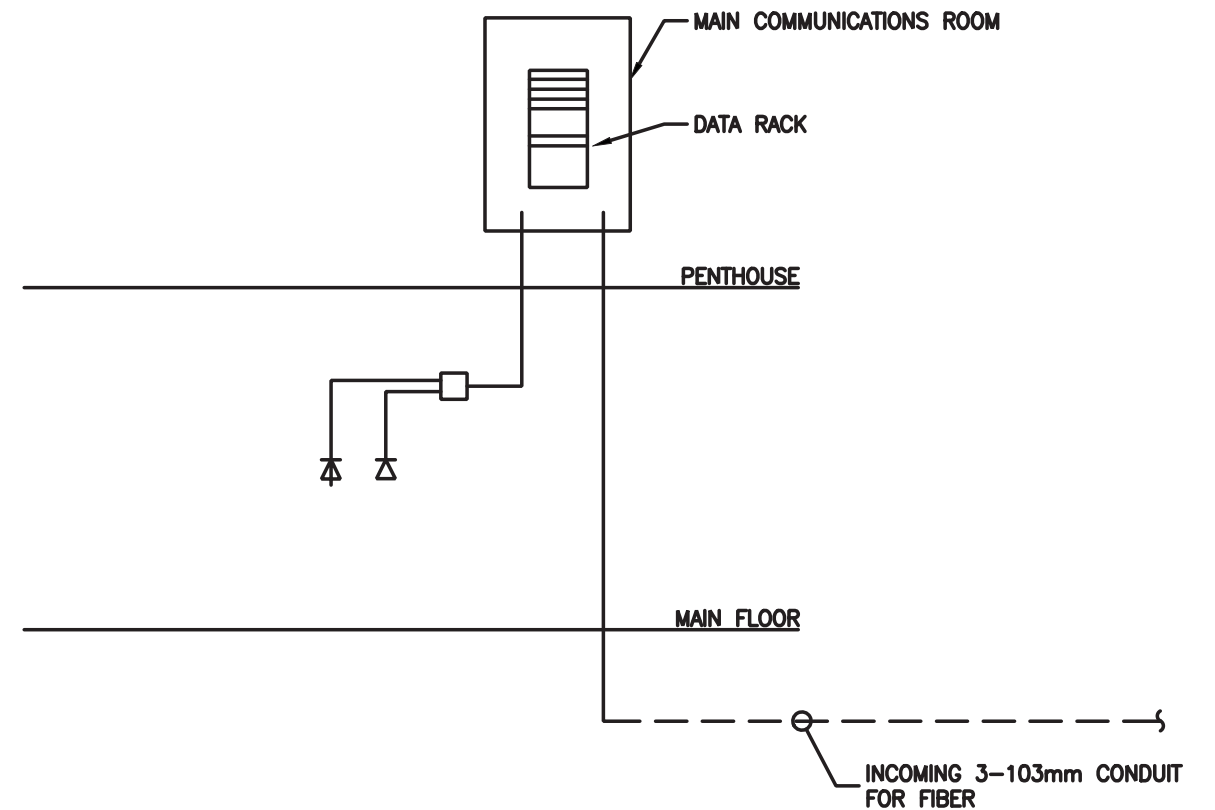 MAIN COMMUNICATIONS ROOM
DATA RACK
PENTHOUSE
MAIN FLOOR
INCOMING 3-103mm CONDUIT
FOR FIBER